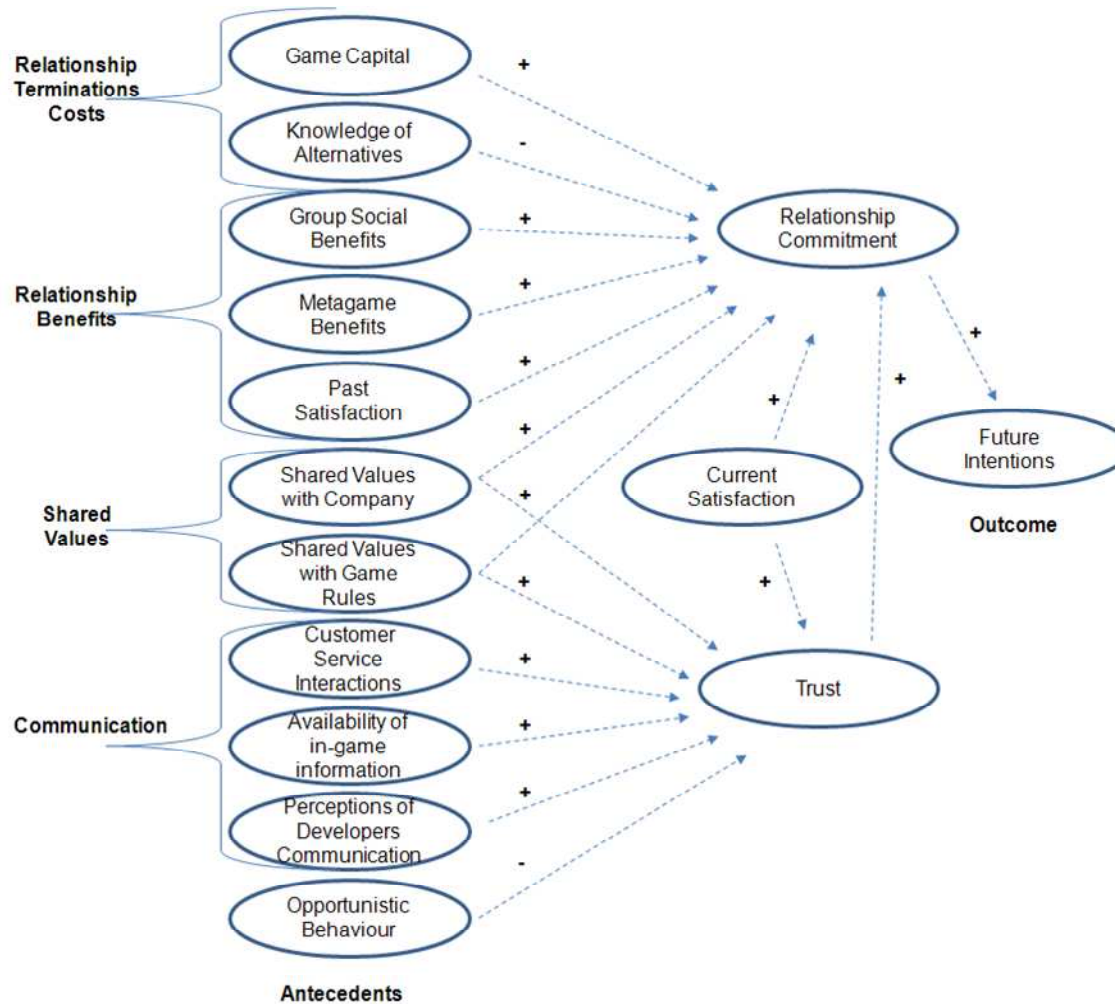 Relationship
Terminations
Costs
Game Capital
+
Knowledge of
Alternatives
-
Relationship
Benefits
Group Social
Benefits
+
Metagame
Benefits
+
Past
Satisfaction
+
Relationship
Commitment
+
+
+
Future
Intentions
Outcome
Shared
Values
Shared Values
with Company
+
+
Shared Values
with Game
Rules
+
Current
Satisfaction
+
Trust
Communication
Customer
Service
Interactions
+
Availability of
in-game
information
+
Perceptions of
Developers
Communication
+
Opportunistic
Behaviour
-
Antecedents